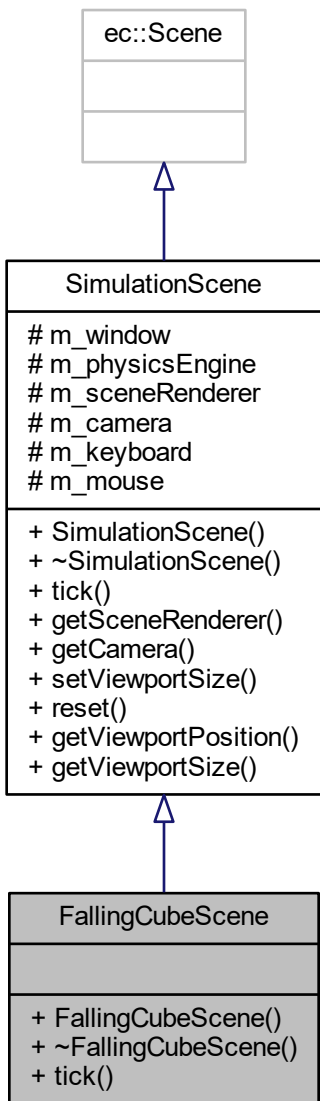 ec::Scene
SimulationScene
# m_window
# m_physicsEngine
# m_sceneRenderer
# m_camera
# m_keyboard
# m_mouse
+ SimulationScene()
+ ~SimulationScene()
+ tick()
+ getSceneRenderer()
+ getCamera()
+ setViewportSize()
+ reset()
+ getViewportPosition()
+ getViewportSize()
FallingCubeScene
+ FallingCubeScene()
+ ~FallingCubeScene()
+ tick()